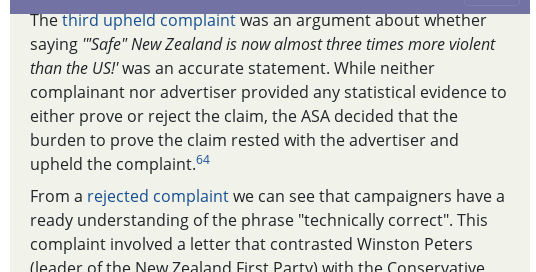 The third upheld complaint was an argument about whether
saying '"Safe" New Zealand is now almost three times more violent
than the US!' was an accurate statement. While neither
complainant nor advertiser provided any statistical evidence to
either prove or reject the claim, the ASA decided that the
burden to prove the claim rested with the advertiser and
upheld the complaint.64
From a rejected complaint we can see that campaigners have a
ready understanding of the phrase "technically correct". This
complaint involved a letter that contrasted Winston Peters
(leader of the New Zealand First Party) with the Conservative